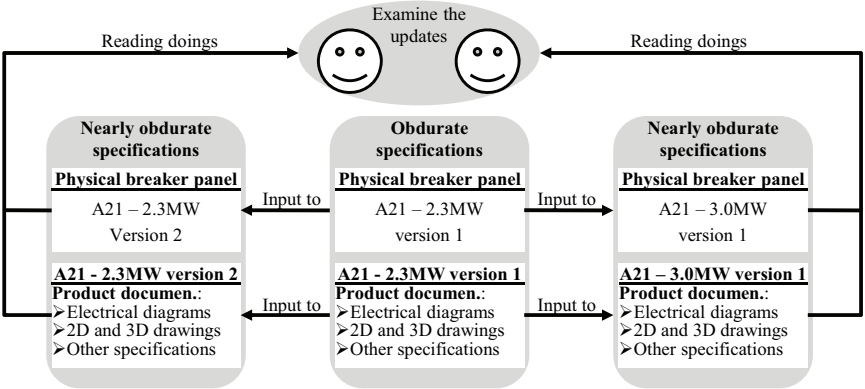 Examine the
updates
Reading doings
Reading doings
Nearly obdurate
specifications
Physical breaker panel
A21 – 2.3MW
Version 2
A21 - 2.3MW version 2
Product documen.:
➢Electrical diagrams
➢2D and 3D drawings
➢Other specifications
Input to
Input to
Obdurate
specifications
Physical breaker panel
A21 – 2.3MW
version 1
A21 - 2.3MW version 1
Product documen.:
➢Electrical diagrams
➢2D and 3D drawings
➢Other specifications
Input to
Input to
Nearly obdurate
specifications
Physical breaker panel
A21 – 3.0MW
version 1
A21 – 3.0MW version 1
Product documen.:
➢Electrical diagrams
➢2D and 3D drawings
➢Other specifications